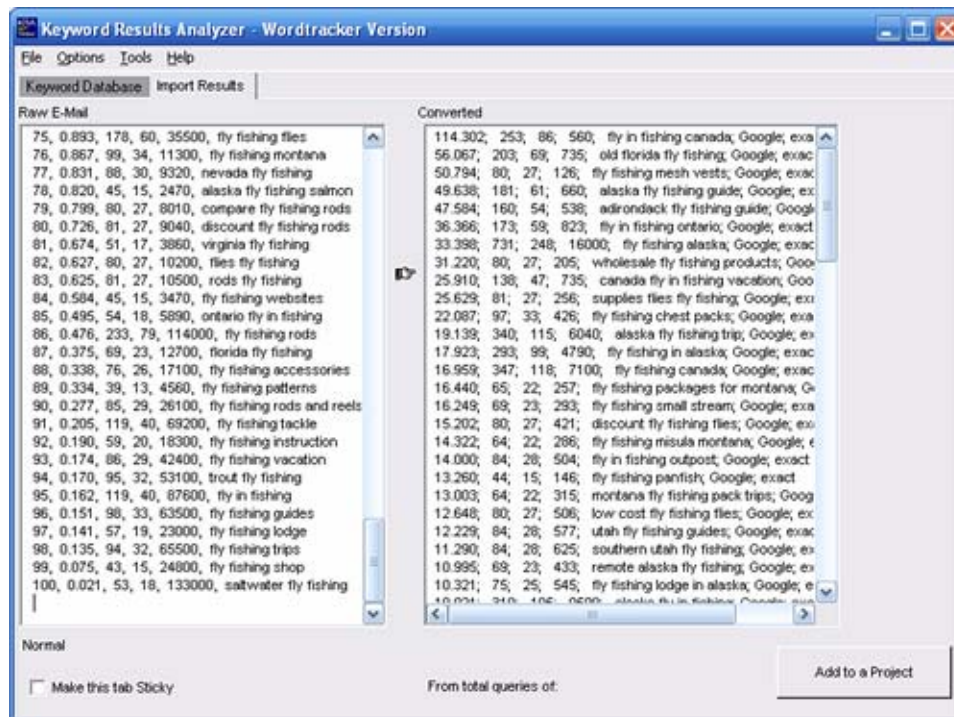 Keyword Results Analyzer - Wordtracker Version
File Options Tools Help
Keyword Database Import Results
Raw E-Mail
75, 0.893, 178, 60, 35500, fly fishing flies
76, 0.867, 99, 34, 11300, fly fishing montana
77, 0.831, 88, 30, 9320, nevada fly fishing
78, 0.820, 45, 15, 2470, alaska fly fishing salmon
79, 0.799, 80, 27, 8010, compare fly fishing rods
80, 0.726, 81, 27, 9040, discount fly fishing rods
81, 0.674, 51, 17, 3860, virginia fly fishing
82, 0.627, 80, 27, 10200, flies fly fishing
83, 0.625, 81, 27, 10500, rods fly fishing
84, 0.584, 45, 15, 3470, fly fishing websites
85, 0.495, 54, 18, 5890, ontario fly in fishing
86, 0.476, 233, 79, 114000, fly fishing rods
87, 0.375, 69, 23, 12700, florida fly fishing
88, 0.338, 76, 26, 17100, fly fishing accessories
89, 0.334, 39, 13, 4560, fly fishing patterns
90, 0.277, 85, 29, 26100, fly fishing rods and reels
91, 0.205, 119, 40, 69200, fly fishing tackle
92, 0.190, 59, 20, 18300, fly fishing instruction
93, 0.174, 86, 29, 42400, fly fishing vacation
94, 0.170, 95, 32, 53100, trout fly fishing
95, 0.162, 119, 40, 87600, fly in fishing
96, 0.151, 98, 33, 63500, fly fishing guides
97, 0.141, 57, 19, 23000, fly fishing lodge
98, 0.135, 94, 32, 65500, fly fishing trips
99, 0.075, 43, 15, 24800, fly fishing shop
100, 0.021, 53, 18, 133000, saltwater fly fishing
Converted
114.302; 253; 86; 560; fly in fishing canada; Google; exa
56.067; 203; 69; 735; old florida fly fishing; Google; exac
50.794; 80; 27; 126; fly fishing mesh vests; Google; exa
49.638; 181; 61; 660; alaska fly fishing guide; Google; ex
47.584; 160; 54; 538; adirondack fly fishing guide; Googl
36.366; 173; 59; 823; fly in fishing ontario; Google; exact
33.398; 731; 248; 16000; fly fishing alaska; Google; exa
31.220; 80; 27; 205; wholesale fly fishing products; Goo
25.910; 138; 47; 735; canada fly in fishing vacation; Goo
25.629; 81; 27; 256; supplies flies fly fishing; Google; exa
22.087; 97; 33; 426; fly fishing chest packs; Google; exa
19.139; 340; 115; 6040; alaska fly fishing trip; Google; ex
17.923; 293; 99; 4790; fly fishing in alaska; Google; exac
16.959; 347; 118; 7100; fly fishing canada; Google; exa
16.440; 65; 22; 257; fly fishing packages for montana; G
16.249; 69; 23; 293; fly fishing small stream; Google; exa
15.202; 80; 27; 421; discount fly fishing flies; Google; ex
14.322; 64; 22; 286; fly fishing misula montana; Google; e
14.000; 84; 28; 504; fly in fishing outpost; Google; exact
13.260; 44; 15; 146; fly fishing panfish; Google; exact
13.003; 64; 22; 315; montana fly fishing pack trips; Goog
12.648; 80; 27; 506; low cost fly fishing flies; Google; ex
12.229; 84; 28; 577; utah fly fishing guides; Google; exac
11.290; 84; 28; 625; southern utah fly fishing; Google; ex
10.995; 69; 23; 433; remote alaska fly fishing; Google; ex
10.321; 75; 25; 545; fly fishing lodge in alaska; Google; e
Normal
Make this tab Sticky
From total queries of:
Add to a Project